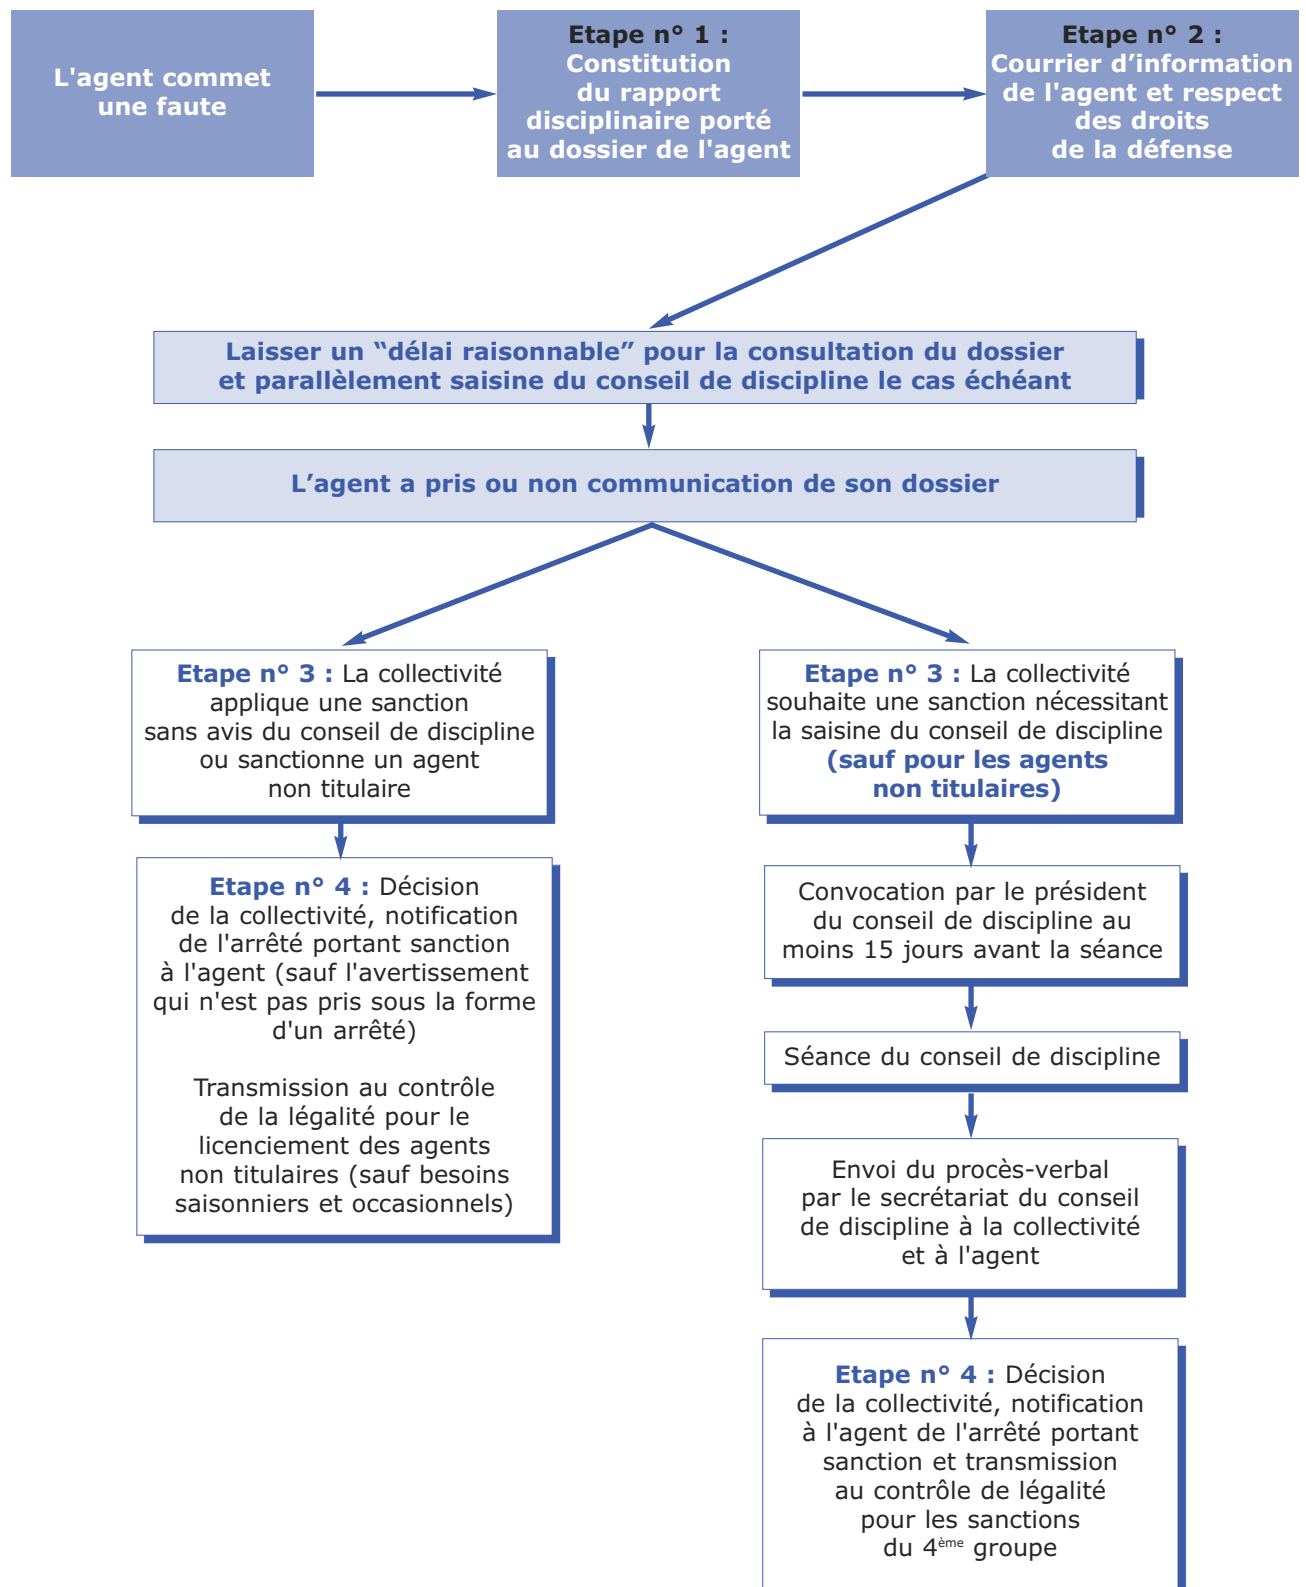 L'agent commet
une faute
Etape n° 1 :
Constitution
du rapport
disciplinaire porté
au dossier de l'agent
Etape n° 2 :
Courrier d’information
de l'agent et respect
des droits
de la défense
Laisser un “délai raisonnable” pour la consultation du dossier
et parallèlement saisine du conseil de discipline le cas échéant
L’agent a pris ou non communication de son dossier
Etape n° 3 : La collectivité
applique une sanction
sans avis du conseil de discipline
ou sanctionne un agent
non titulaire
Etape n° 4 : Décision
de la collectivité, notification
de l'arrêté portant sanction
à l'agent (sauf l'avertissement
qui n'est pas pris sous la forme
d'un arrêté)
Transmission au contrôle
de la légalité pour le
licenciement des agents
non titulaires (sauf besoins
saisonniers et occasionnels)
Etape n° 3 : La collectivité
souhaite une sanction nécessitant
la saisine du conseil de discipline
(sauf pour les agents
non titulaires)
Convocation par le président
du conseil de discipline au
moins 15 jours avant la séance
Séance du conseil de discipline
Envoi du procès-verbal
par le secrétariat du conseil
de discipline à la collectivité
et à l'agent
Etape n° 4 : Décision
de la collectivité, notification
à l'agent de l'arrêté portant
sanction et transmission
au contrôle de légalité
pour les sanctions
du 4ème groupe